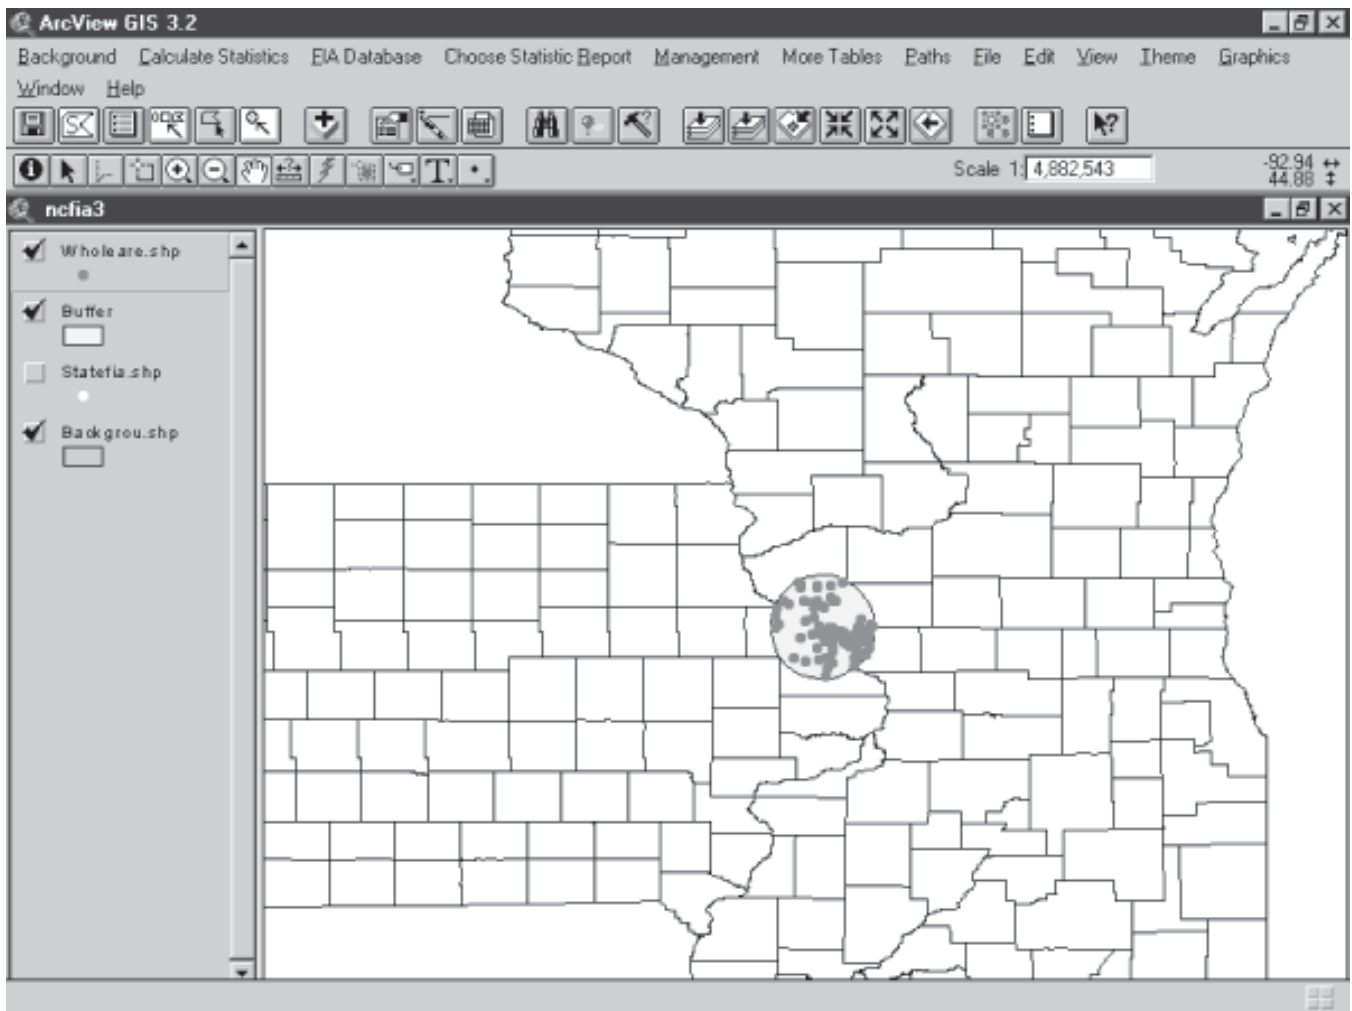 ArcView GIS 3.2
Background Calculate Statistics FIA Database Choose Statistic Report Management More Tables Paths File Edit View Theme Graphics
Window Help
Scale 1: 4,882,543
-92.94
44.88
ncfia3
Wholeare.shp
Buffer
Statefia.shp
Backgrou.shp